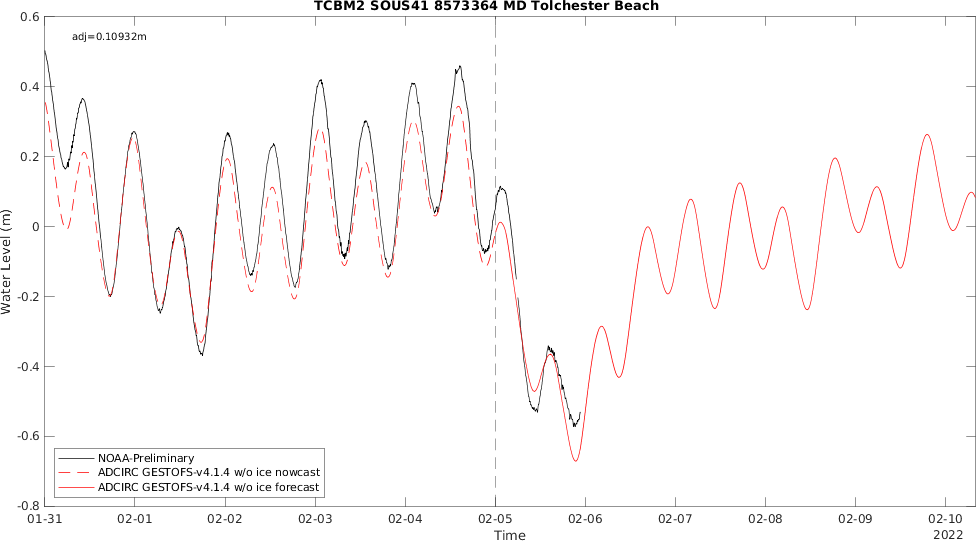 TCBM2 SOUS41 8573364 MD Tolchester Beach
adj=0.10932m
0.6
0.4
0.2
0
-0.2
-0.4
-0.6
-0.8
Water Level (m)
NOAA-Preliminary
ADCIRC GESTOFS-v4.1.4 w/o ice nowcast
ADCIRC GESTOFS-v4.1.4 w/o ice forecast
01-31 02-01 02-02 02-03 02-04 02-05 02-06 02-07 02-08 02-09 02-10
Time
2022